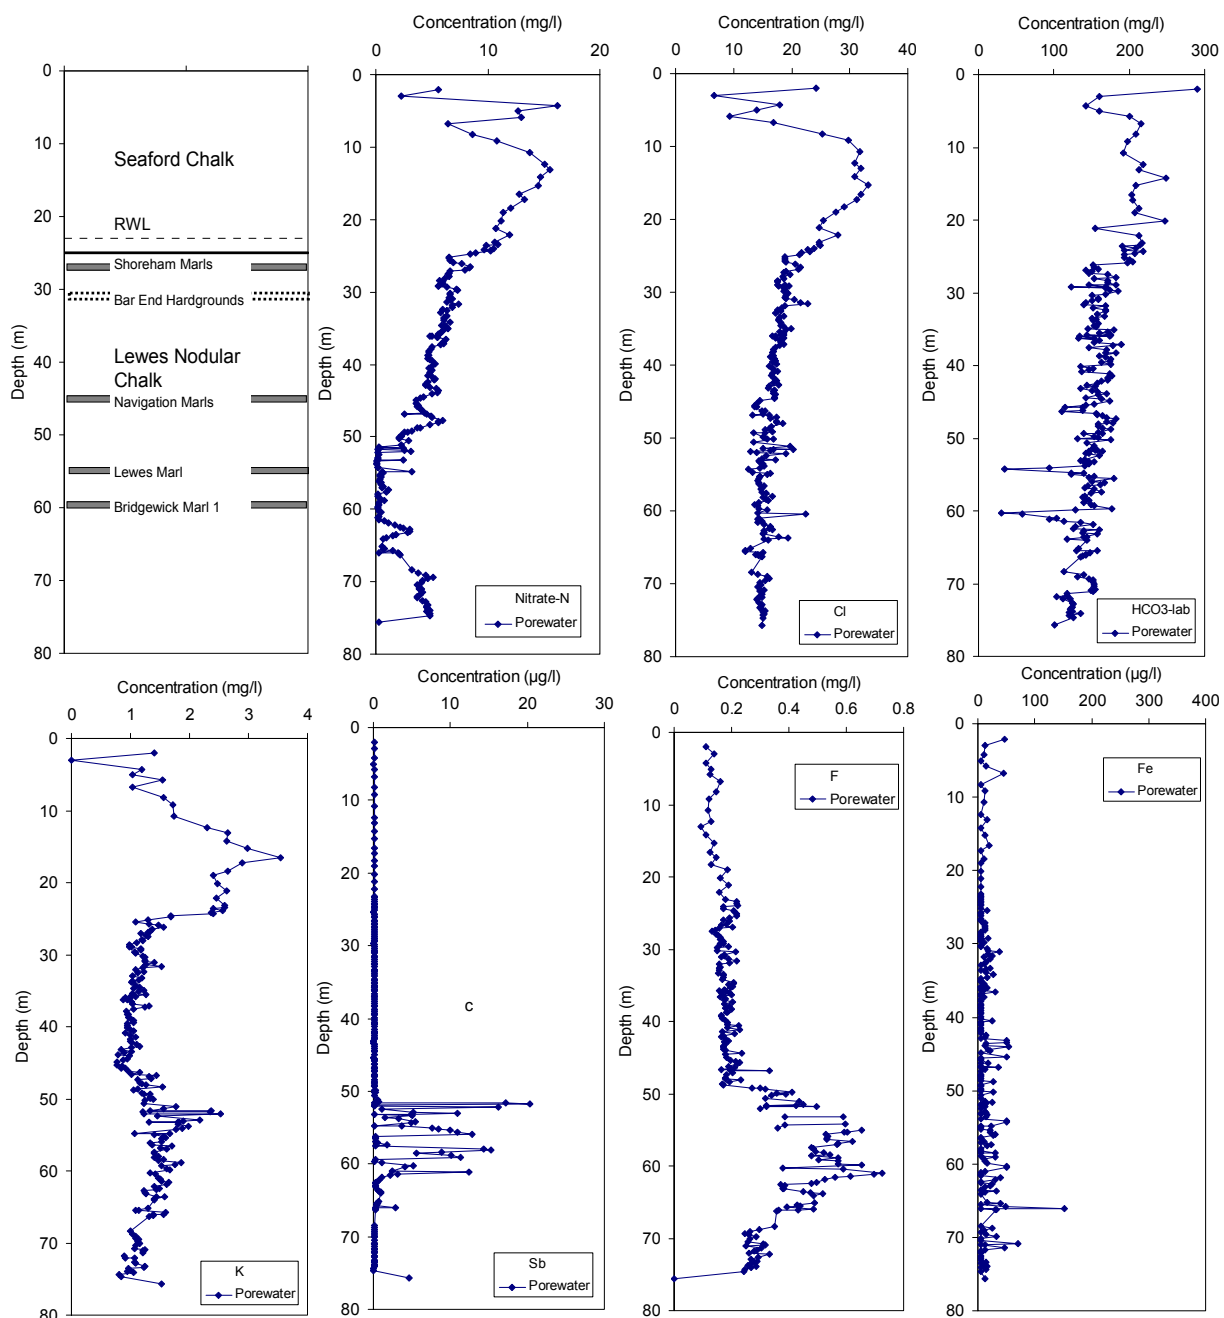 Concentration (mg/l)
0 10 20
Concentration (mg/l)
0 10 20 30 40
Concentration (mg/l)
0 100 200 300
0
10
20
30
40
50
60
70
80
Depth (m)
Seaford Chalk
RWL
Shoreham Marls
Bar End Hardgrounds
Lewes Nodular
Chalk
Navigation Marls
Lewes Marl
Bridgewick Marl 1
0
10
20
30
40
50
60
70
80
Depth (m)
Nitrate-N
Porewater
0
10
20
30
40
50
60
70
80
Depth (m)
Cl
Porewater
0
10
20
30
40
50
60
70
80
Depth (m)
HCO3-lab
Porewater
Concentration (mg/l)
0 1 2 3 4
0
10
20
30
40
50
60
70
80
Depth (m)
K
Porewater
Concentration (µg/l)
0 10 20 30
0
10
20
30
40
50
60
70
80
Depth (m)
c
Sb
Porewater
Concentration (mg/l)
0 0.2 0.4 0.6 0.8
0
10
20
30
40
50
60
70
80
Depth (m)
F
Porewater
Concentration (µg/l)
0 100 200 300 400
0
10
20
30
40
50
60
70
80
Depth (m)
Fe
Porewater